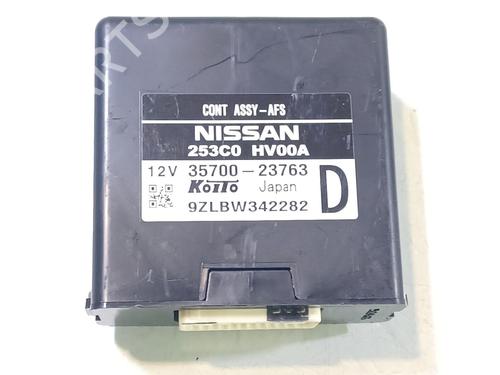 CONT ASSY-AFS
NISSAN
253C0 HV00A
12V 35700-23763
KOITO Japan
9ZLBW342282
D